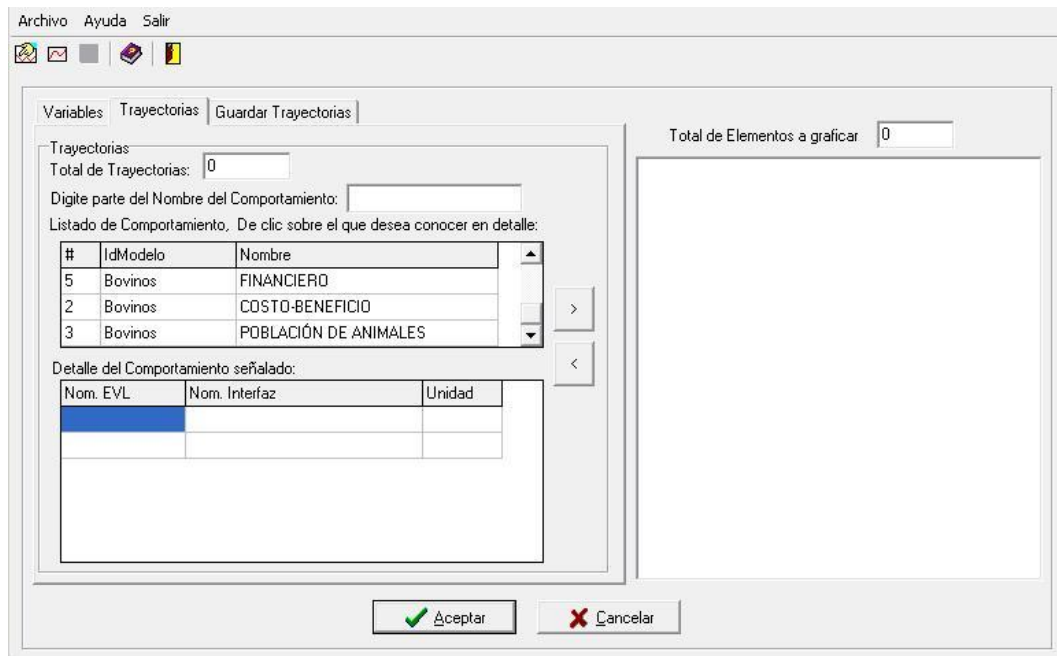 Archivo Ayuda Salir
Variables Trayectorias Guardar Trayectorias
Total de Elementos a graficar 0
Trayectorias
Total de Trayectorias: 0
Digite parte del Nombre del Comportamiento:
Listado de Comportamiento, De clic sobre el que desea conocer en detalle:
# IdModelo Nombre
5 Bovinos FINANCIERO
2 Bovinos COSTO-BENEFICIO
3 Bovinos POBLACIÓN DE ANIMALES
>
<
Detalle del Comportamiento señalado:
Nom. EVL Nom. Interfaz Unidad
Aceptar Cancelar